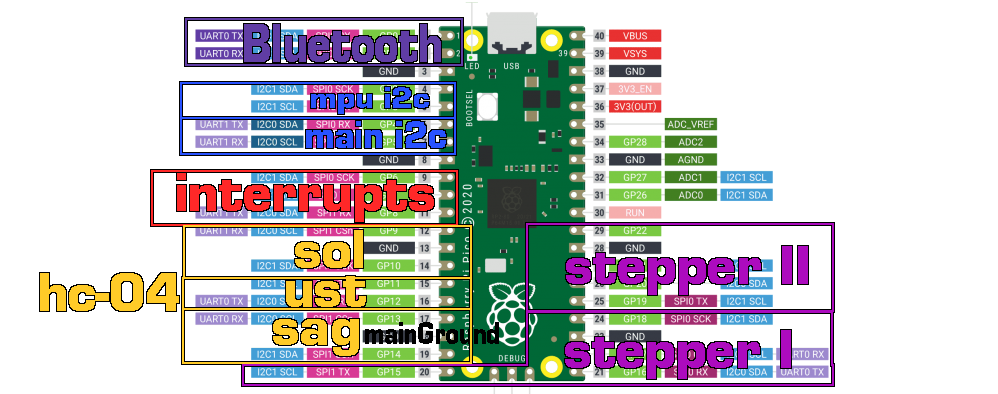 UART0 TX Bluetooth 1 40 VBUS
UART0 RX 2 39 VSYS
LED USB
GND 3 38 GND
I2C1 SDA SPI0 SCK mpu i2c 4 37 3V3_EN
I2C1 SCL 36 3V3(OUT)
BOOTSEL
UART1 TX I2C0 SDA SPI0 RX main i2c 35 ADC_VREF
UART1 RX I2C0 SCL 34 GP28 ADC2
GND 8 33 GND AGND
I2C1 SDA SPI0 SCK GP6 9 32 GP27 ADC1 I2C1 SCL
interrupts 31 GP26 ADC0 I2C1 SDA
UART1 TX I2C0 SDA SPI1 RX GP8 11 30 RUN
UART1 RX I2C0 SCL SPI1 CSn GP9 12 29 GP22
Raspberry Pi Pico ©2020
sol GND 13 28 GND
I2C1 SDA GP10 14 stepper II
hc-04
I2C1 SCL ust GP11 15
UART0 TX I2C0 GP12 16 25 GP19 SPI0 TX I2C1 SCL
UART0 RX sag GP13 24 GP18 SPI0 SCK I2C1 SDA
mainGround GND
DEBUG
I2C1 SDA SPI1 GP14 19 stepper I UART0 RX
I2C1 SCL SPI1 TX GP15 20 21 GP16 SPI0 RX I2C0 SDA UART0 TX